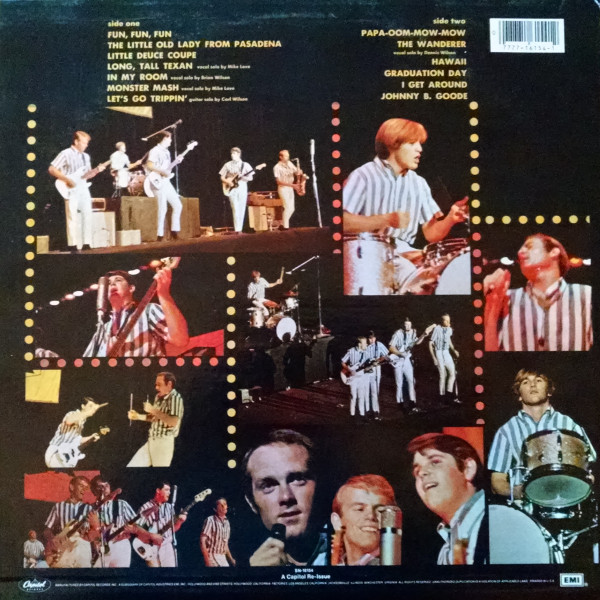 side one
FUN, FUN, FUN
THE LITTLE OLD LADY FROM PASADENA
LITTLE DEUCE COUPE
LONG, TALL TEXAN vocal solo by Mike Love
IN MY ROOM vocal solo by Brian Wilson
MONSTER MASH vocal solo by Mike Love
LET'S GO TRIPPIN' guitar solo by Carl Wilson
side two
PAPA-OOM-MOW-MOW
THE WANDERER
vocal solo by Dennis Wilson
HAWAII
GRADUATION DAY
I GET AROUND
JOHNNY B. GOODE
A Capitol Re-Issue
Capitol
EMI